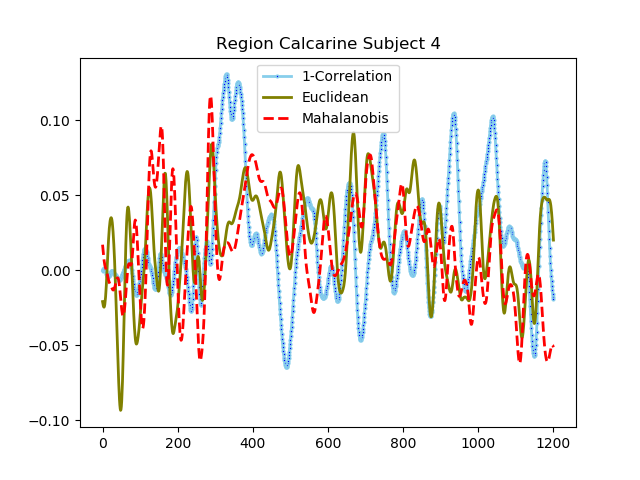 Region Calcarine Subject 4
1-Correlation
Euclidean
Mahalanobis
0.10
0.05
0.00
−0.05
−0.10
0 200 400 600 800 1000 1200